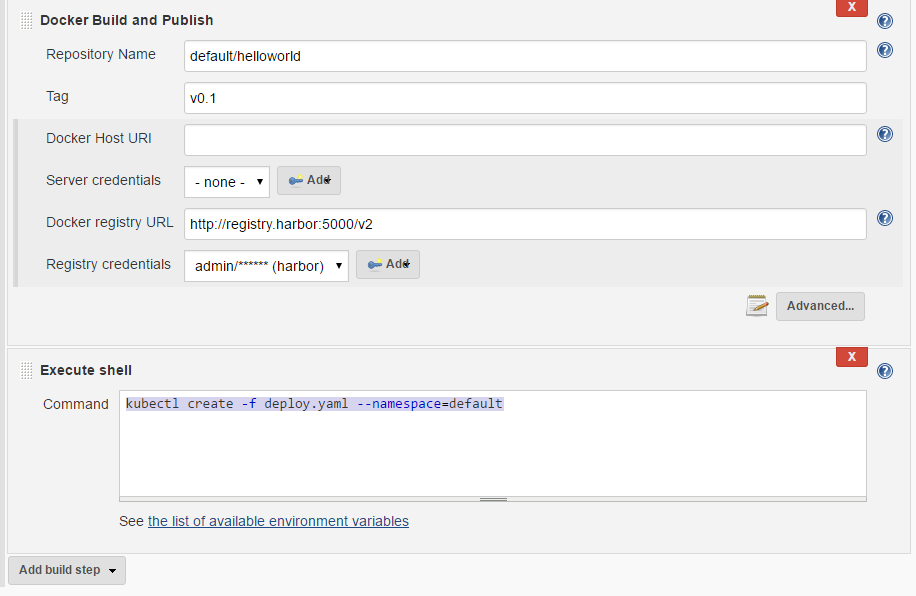 X
Docker Build and Publish
Repository Name default/helloworld
Tag v0.1
Docker Host URI
Server credentials - none - Add
Docker registry URL http://registry.harbor:5000/v2
Registry credentials admin/****** (harbor) Add
Advanced...
X
Execute shell
Command kubectl create -f deploy.yaml --namespace=default
See the list of available environment variables
Add build step